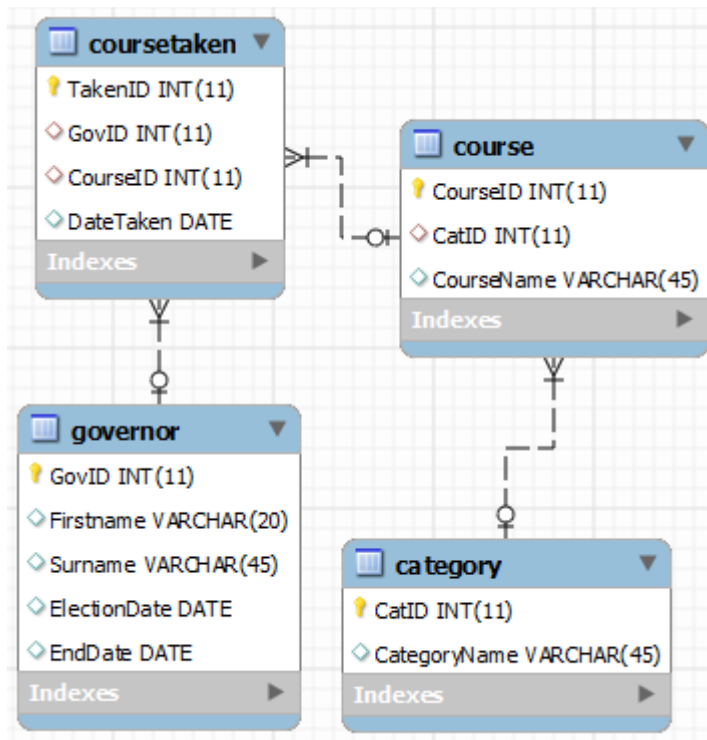 coursetaken
TakenID INT(11)
GovID INT(11)
CourseID INT(11)
DateTaken DATE
Indexes
course
CourseID INT(11)
CatID INT(11)
CourseName VARCHAR(45)
Indexes
governor
GovID INT(11)
Firstname VARCHAR(20)
Surname VARCHAR(45)
ElectionDate DATE
EndDate DATE
Indexes
category
CatID INT(11)
CategoryName VARCHAR(45)
Indexes